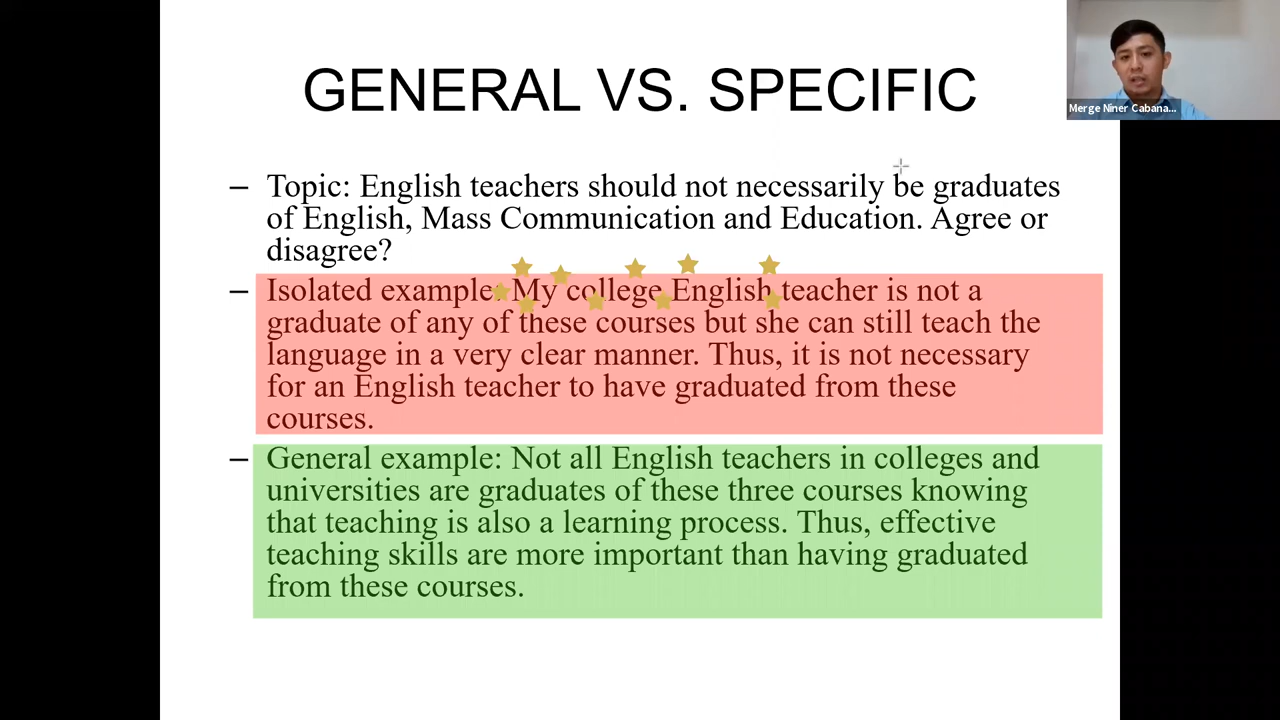 GENERAL VS. SPECIFIC
Merge Niner Cabana...
– Topic: English teachers should not necessarily be graduates
of English, Mass Communication and Education. Agree or
disagree?
– Isolated example: My college English teacher is not a
graduate of any of these courses but she can still teach the
language in a very clear manner. Thus, it is not necessary
for an English teacher to have graduated from these
courses.
– General example: Not all English teachers in colleges and
universities are graduates of these three courses knowing
that teaching is also a learning process. Thus, effective
teaching skills are more important than having graduated
from these courses.